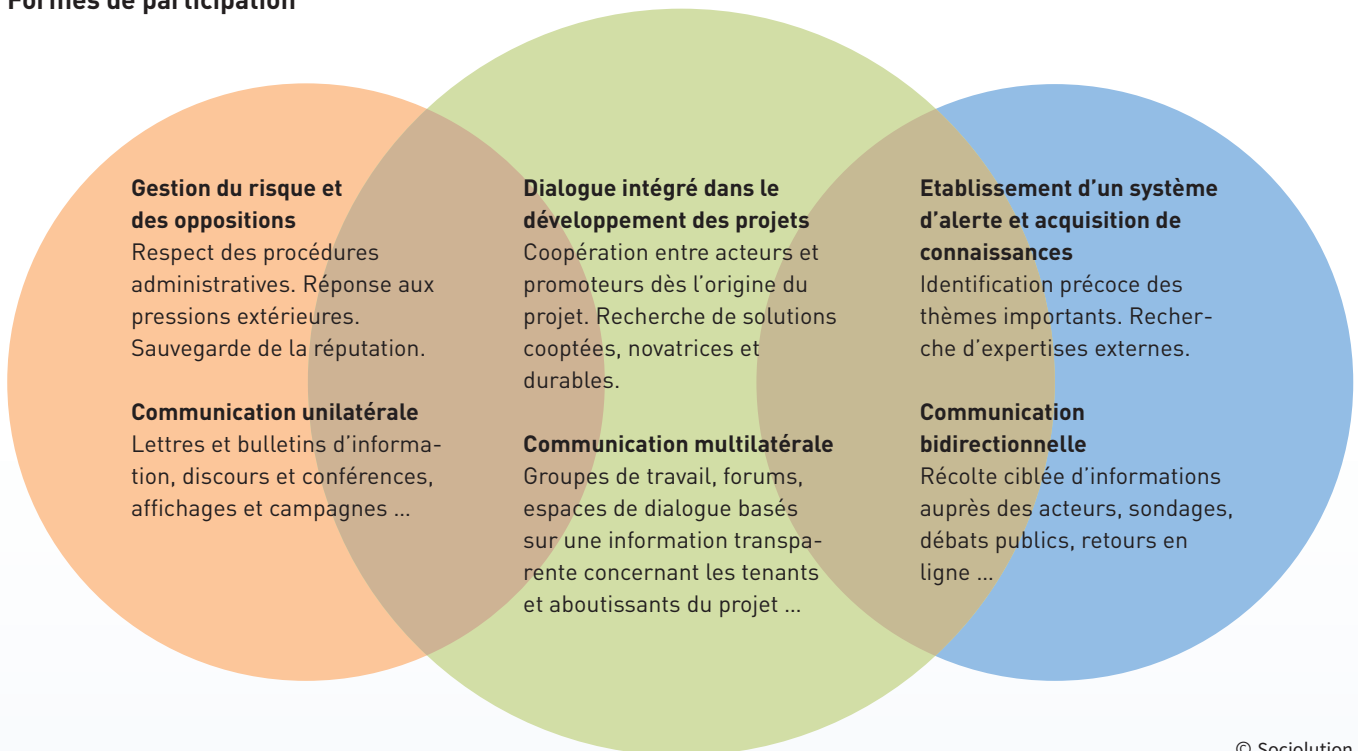 Formes de participation
Gestion du risque et
des oppositions
Respect des procédures
administratives. Réponse aux
pressions extérieures.
Sauvegarde de la réputation.
Communication unilatérale
Lettres et bulletins d'informa-
tion, discours et conférences,
affichages et campagnes ...
Dialogue intégré dans le
développement des projets
Coopération entre acteurs et
promoteurs dès l'origine du
projet. Recherche de solutions
cooptées, novatrices et
durables.
Communication multilatérale
Groupes de travail, forums,
espaces de dialogue basés
sur une information transpa-
rente concernant les tenants
et aboutissants du projet ...
Etablissement d'un système
d'alerte et acquisition de
connaissances
Identification précoce des
thèmes importants. Recher-
che d'expertises externes.
Communication
bidirectionnelle
Récolte ciblée d'informations
auprès des acteurs, sondages,
débats publics, retours en
ligne ...
© Sociolution